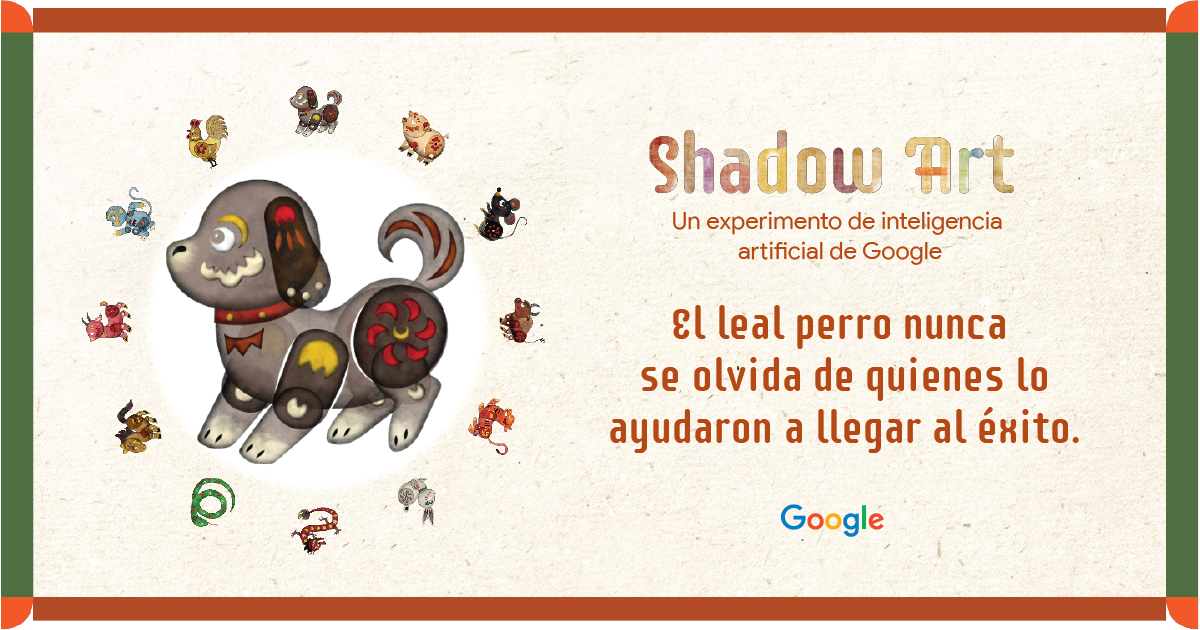 Shadow Art
Un experimento de inteligencia
artificial de Google
El leal perro nunca
se olvida de quienes lo
ayudaron a llegar al éxito.
Google